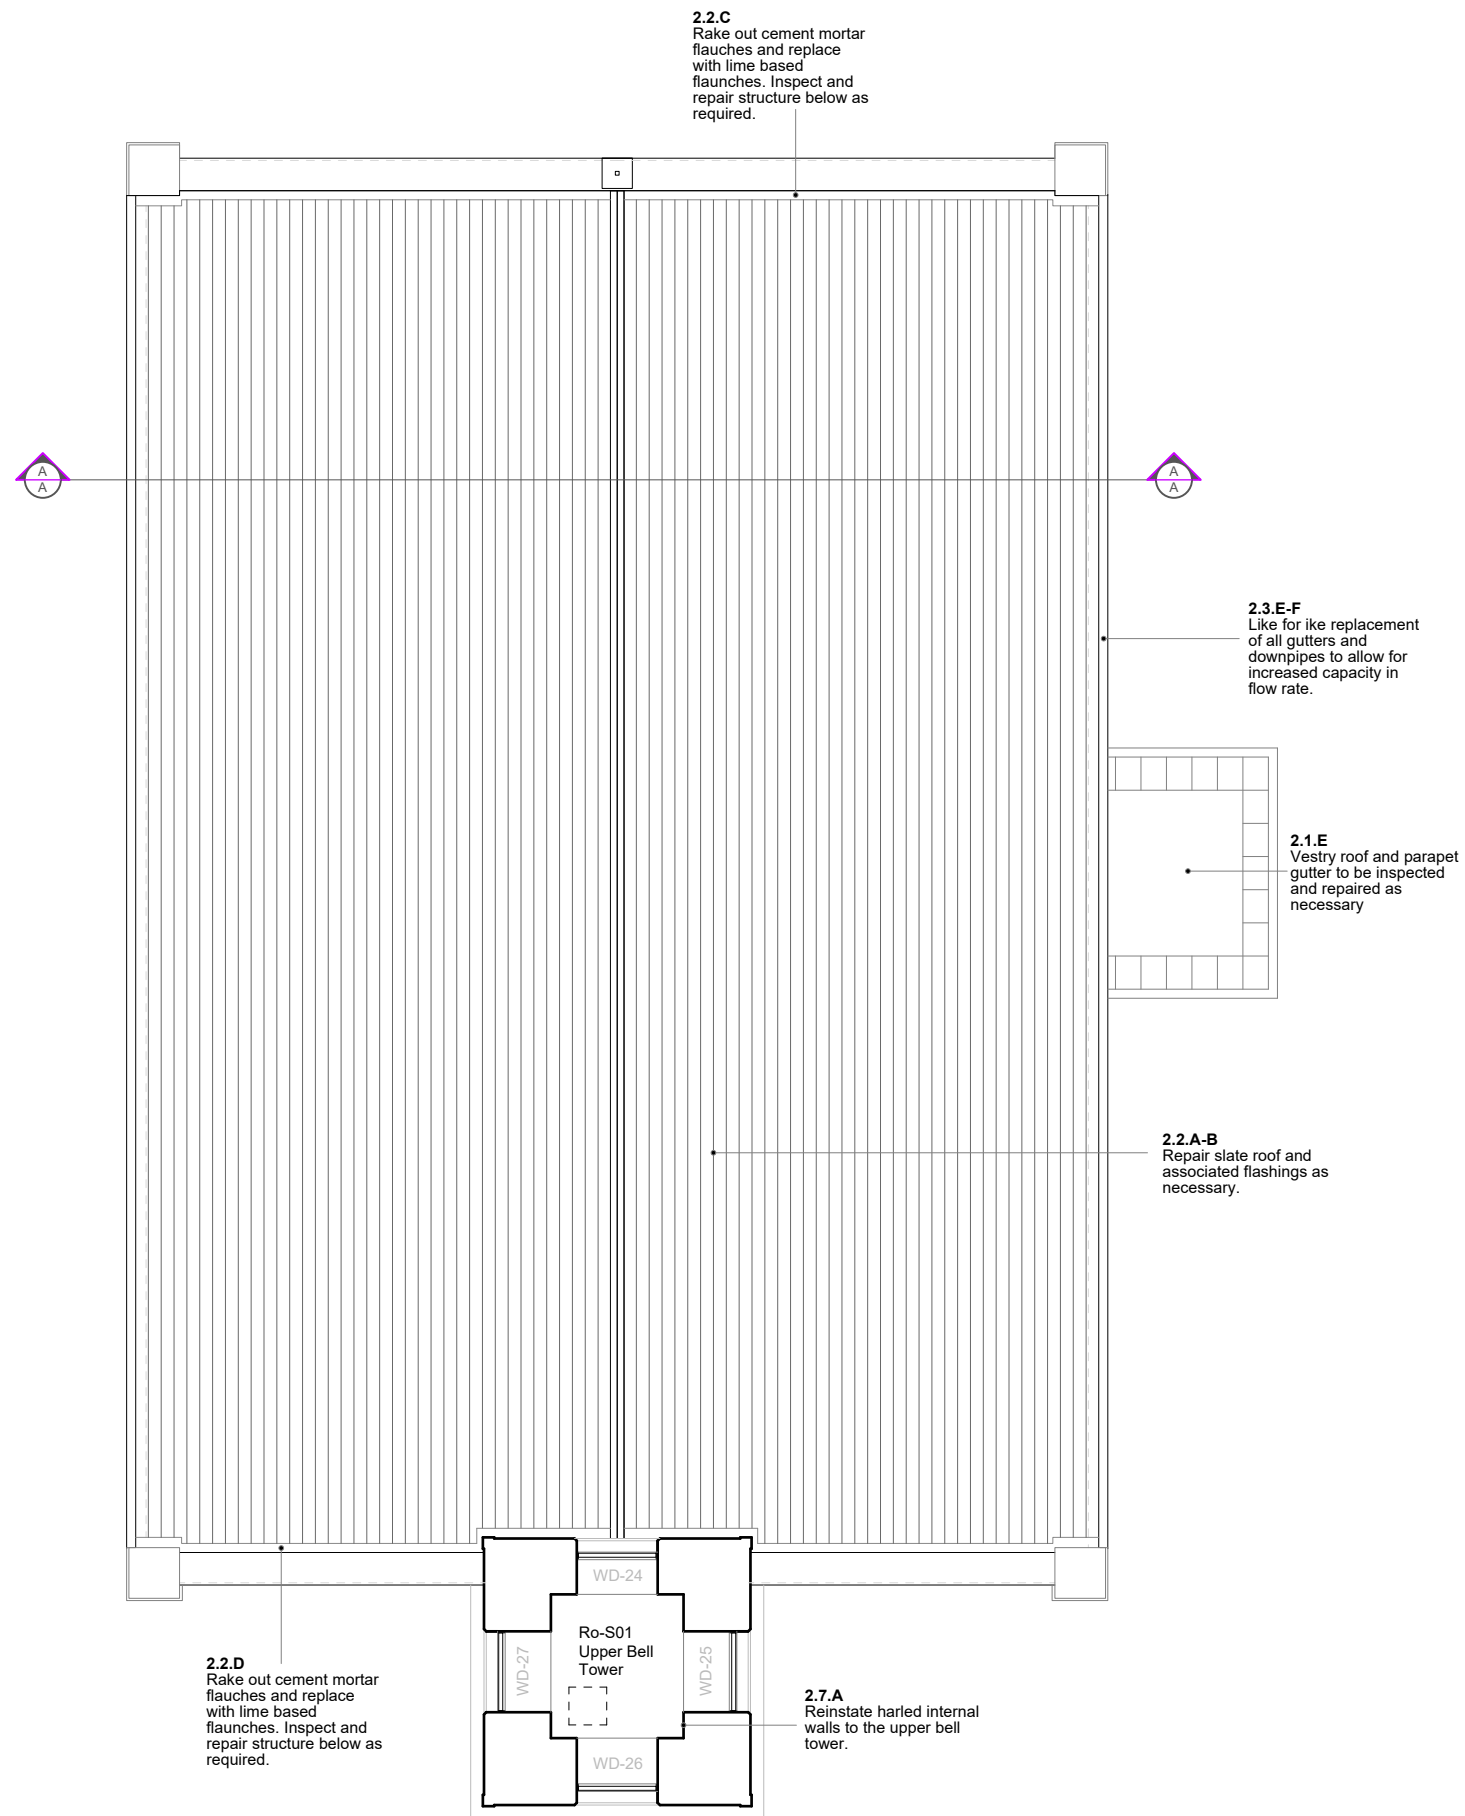 2.2.C
Rake out cement mortar
flauches and replace
with lime based
flaunches. Inspect and
repair structure below as
required.
A
A
A
A
2.3.E-F
Like for ike replacement
of all gutters and
downpipes to allow for
increased capacity in
flow rate.
2.1.E
Vestry roof and parapet
gutter to be inspected
and repaired as
necessary
2.2.A-B
Repair slate roof and
associated flashings as
necessary.
WD-24
Ro-S01
Upper Bell
Tower
WD-27
WD-25
WD-26
2.2.D
Rake out cement mortar
flauches and replace
with lime based
flaunches. Inspect and
repair structure below as
required.
2.7.A
Reinstate harled internal
walls to the upper bell
tower.